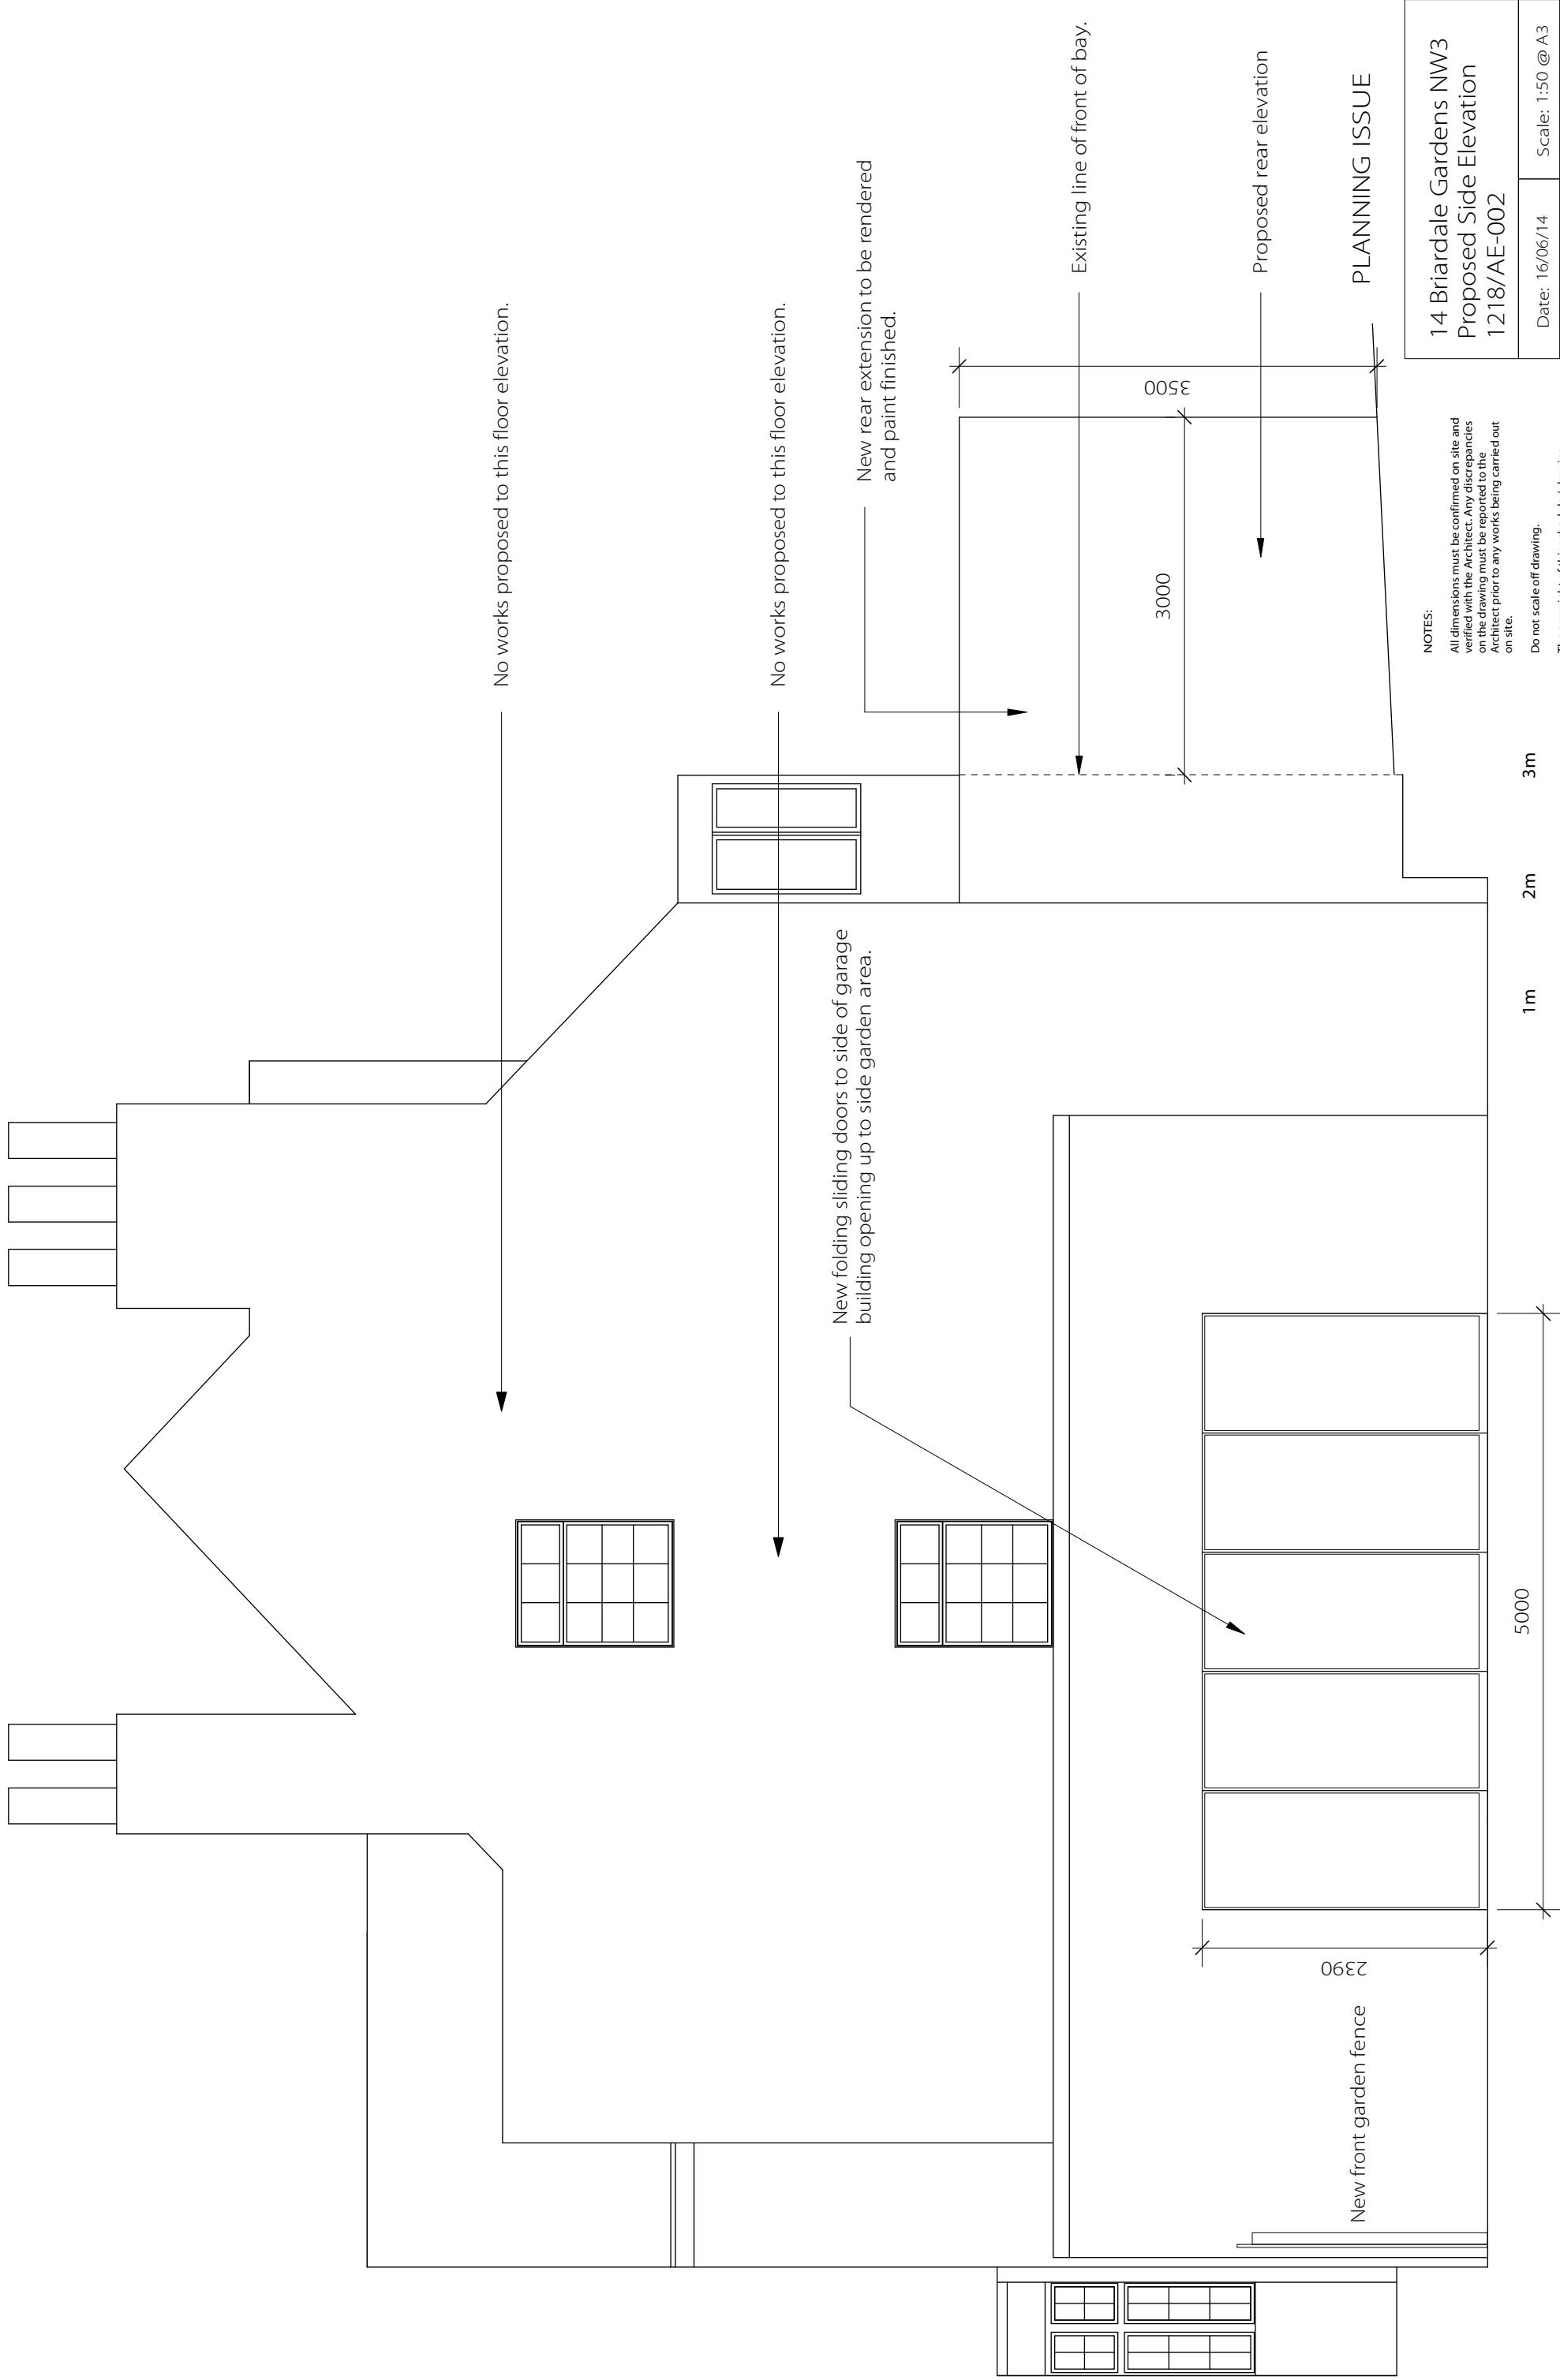 No works proposed to this floor elevation.
No works proposed to this floor elevation.
New rear extension to be rendered
and paint finished.
New folding sliding doors to side of garage
building opening up to side garden area.
Existing line of front of bay.
3500
3000
Proposed rear elevation
2390
New front garden fence
5000
PLANNING ISSUE
14 Briardale Gardens NW3
Proposed Side Elevation
1218/AE-002
Date: 16/06/14
Scale: 1:50 @ A3
NOTES:
All dimensions must be confirmed on site and
verified with the Architect. Any discrepancies
on the drawing must be reported to the
Architect prior to any works being carried out
on site.
Do not scale off drawing.
1m
2m
3m